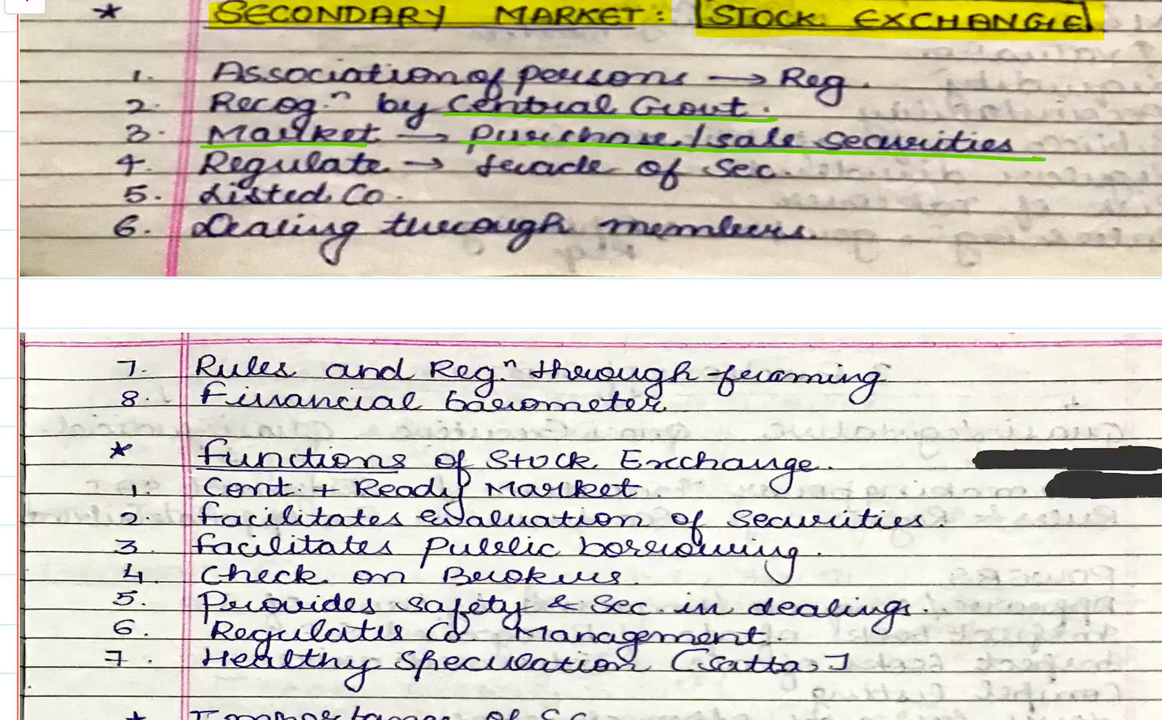 * SECONDARY MARKET: STOCK EXCHANGE
1. Association of persons → Reg.
2. Recog.n by Central Govt.
3. Market → purchase/sale securities
4. Regulate → trade of Sec.
5. Listed Co.
6. Dealing through members.
7. Rules and Reg.n through framing
8. Financial barometer
* Functions of Stock Exchange.
1. Cont. + Ready Market.
2. Facilitates evaluation of Securities.
3. Facilitates Public borrowing.
4. Check on Brokers.
5. Provides safety & Sec. in dealings.
6. Regulates Co. Management.
7. Healthy Speculation (Satta)
* of